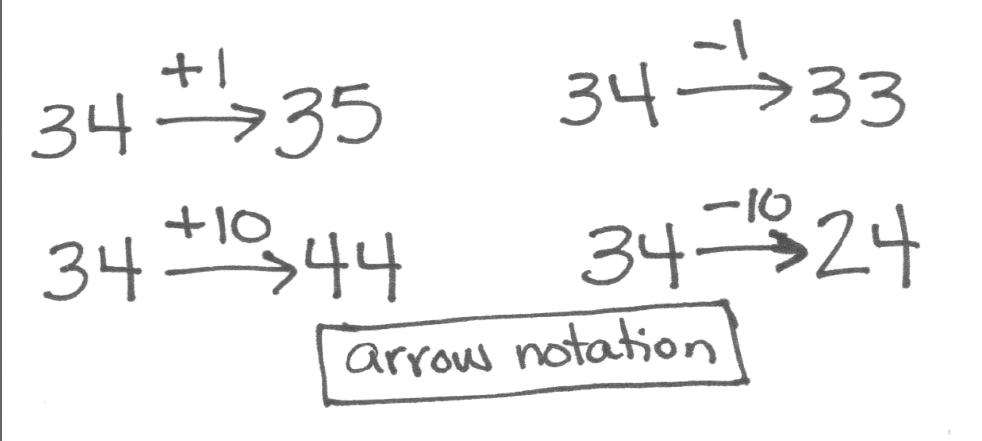 34 +1→ 35
34 -1→ 33
34 +10→ 44
34 -10→ 24
arrow notation